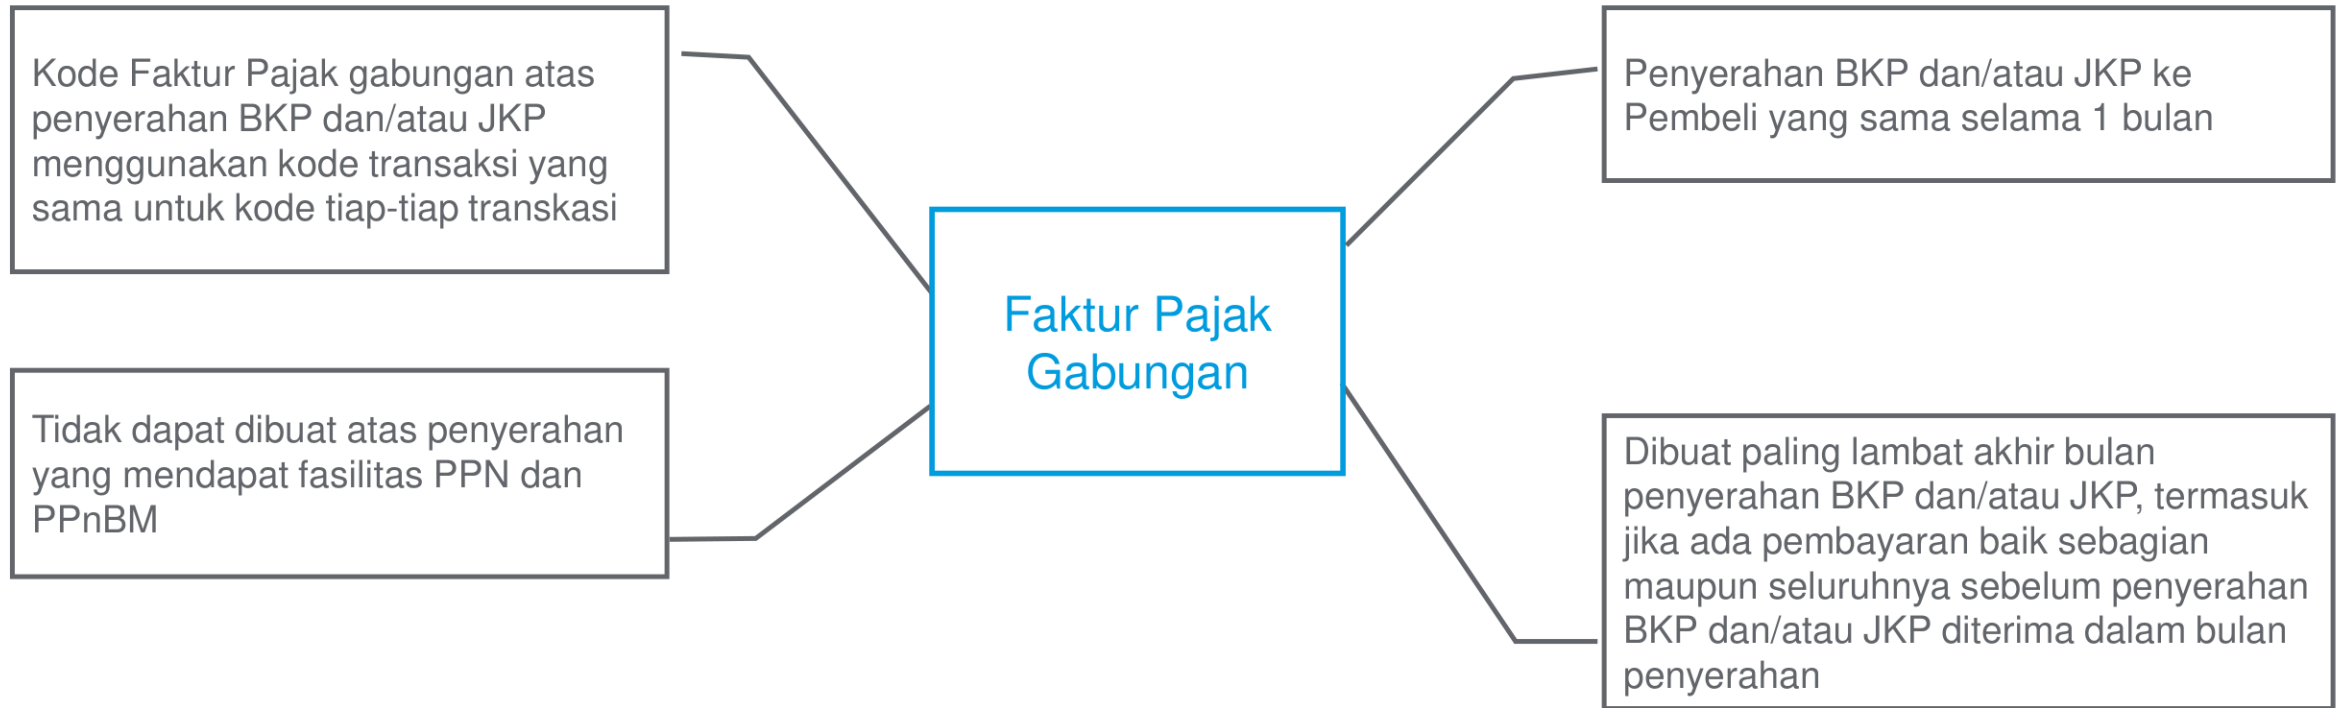 Kode Faktur Pajak gabungan atas
penyerahan BKP dan/atau JKP
menggunakan kode transaksi yang
sama untuk kode tiap-tiap transkasi
Tidak dapat dibuat atas penyerahan
yang mendapat fasilitas PPN dan
PPnBM
Faktur Pajak
Gabungan
Penyerahan BKP dan/atau JKP ke
Pembeli yang sama selama 1 bulan
Dibuat paling lambat akhir bulan
penyerahan BKP dan/atau JKP, termasuk
jika ada pembayaran baik sebagian
maupun seluruhnya sebelum penyerahan
BKP dan/atau JKP diterima dalam bulan
penyerahan